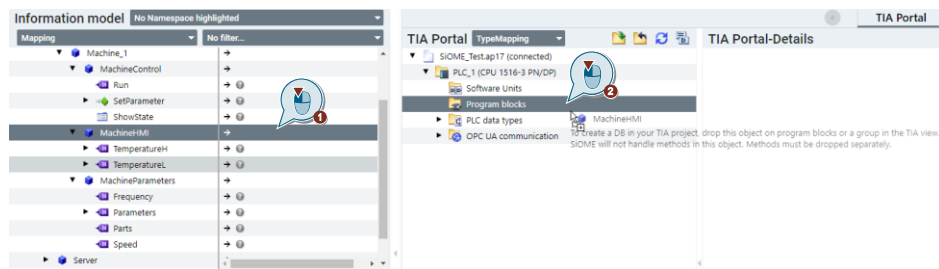 Information model No Namespace highlighted
Mapping No filter...
Machine_1
MachineControl
Run
SetParameter
ShowState
MachineHMI
TemperatureH
TemperatureL
MachineParameters
Frequency
Parameters
Parts
Speed
Server
1
TIA Portal
TIA Portal TypeMapping
TIA Portal-Details
SiOME_Test.ap17 (connected)
PLC_1 (CPU 1516-3 PN/DP)
Software Units
Program blocks
PLC data types
OPC UA communication
2
MachineHMI
To create a DB in your TIA project, drop this object on program blocks or a group in the TIA view.
SiOME will not handle methods in this object. Methods must be dropped separately.